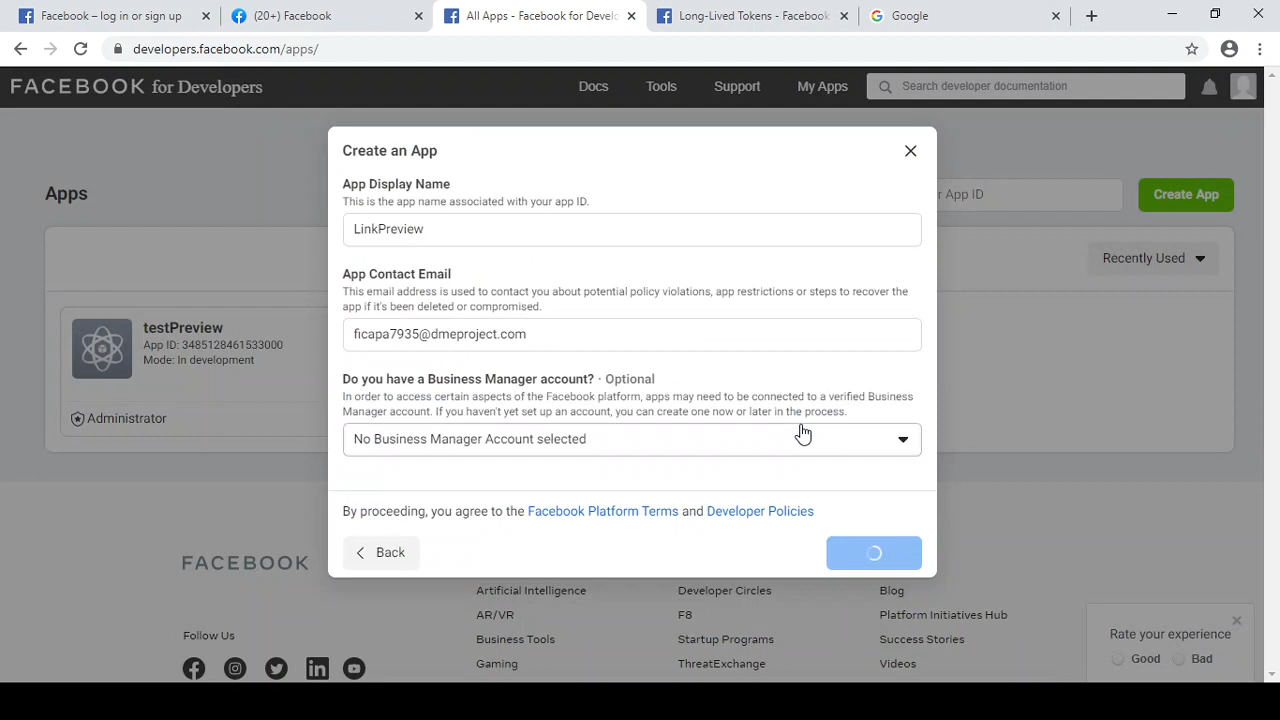 Facebook – log in or sign up
(20+) Facebook
All Apps - Facebook for Develo
Long-Lived Tokens - Facebook
Google
developers.facebook.com/apps/
FACEBOOK for Developers
Docs
Tools
Support
My Apps
Search developer documentation
Apps
r App ID
Create App
Recently Used
testPreview
App ID: 3485128461533000
Mode: In development
Administrator
Create an App
App Display Name
This is the app name associated with your app ID.
LinkPreview
App Contact Email
This email address is used to contact you about potential policy violations, app restrictions or steps to recover the
app if it's been deleted or compromised.
ficapa7935@dmeproject.com
Do you have a Business Manager account? · Optional
In order to access certain aspects of the Facebook platform, apps may need to be connected to a verified Business
Manager account. If you haven't yet set up an account, you can create one now or later in the process.
No Business Manager Account selected
By proceeding, you agree to the Facebook Platform Terms and Developer Policies
Back
FACEBOOK
Follow Us
Artificial Intelligence
AR/VR
Business Tools
Gaming
Developer Circles
F8
Startup Programs
ThreatExchange
Blog
Platform Initiatives Hub
Success Stories
Videos
Rate your experience
Good
Bad